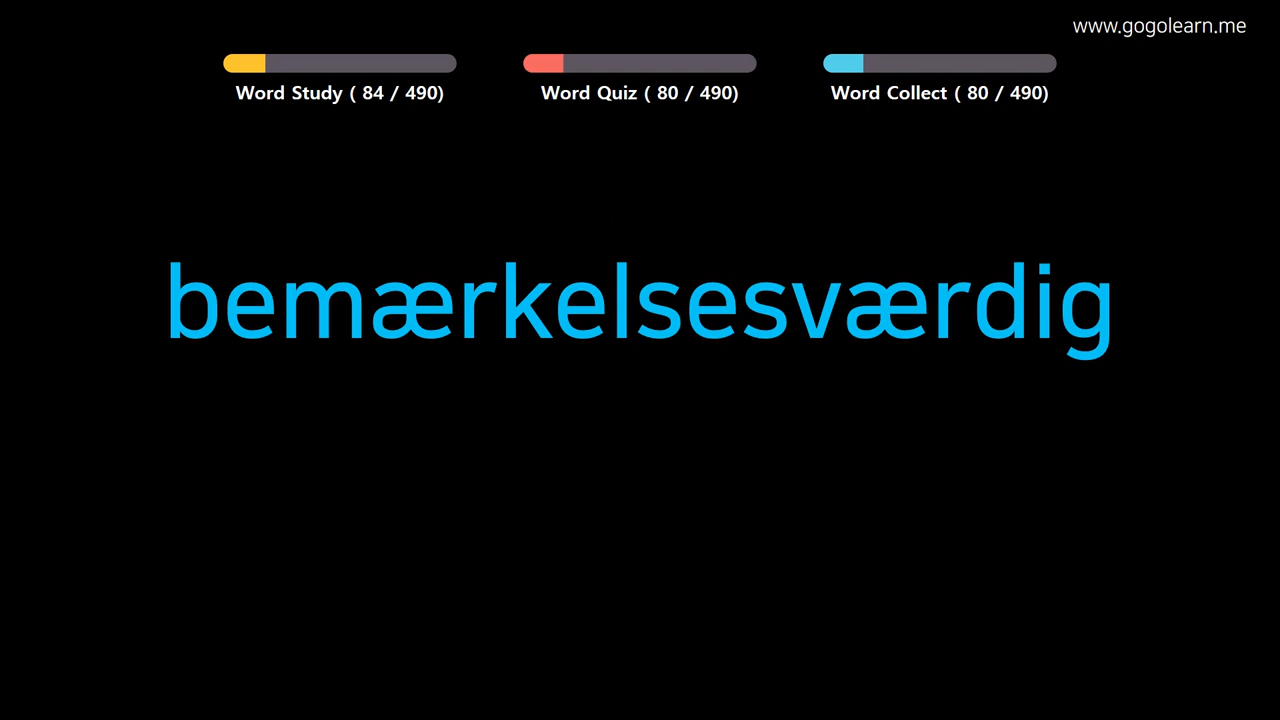 www.gogolearn.me
Word Study ( 84 / 490)
Word Quiz ( 80 / 490)
Word Collect ( 80 / 490)
bemærkelsesværdig